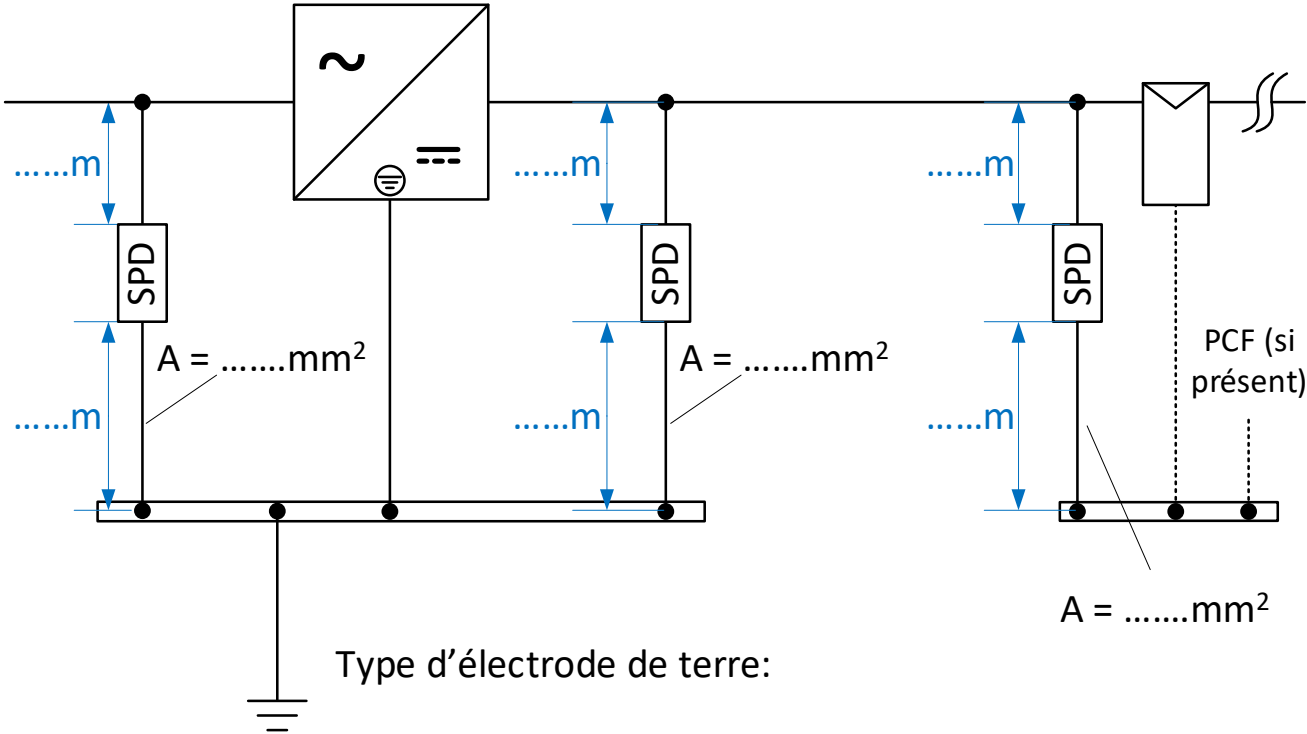 ……m
……m
……m
SPD
SPD
SPD
A = …….mm²
A = …….mm²
PCF (si
présent)
……m
……m
……m
A = …….mm²
Type d’électrode de terre: